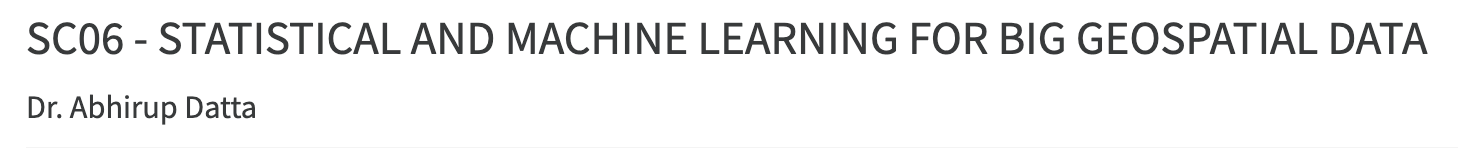 SC06 - STATISTICAL AND MACHINE LEARNING FOR BIG GEOSPATIAL DATA
Dr. Abhirup Datta